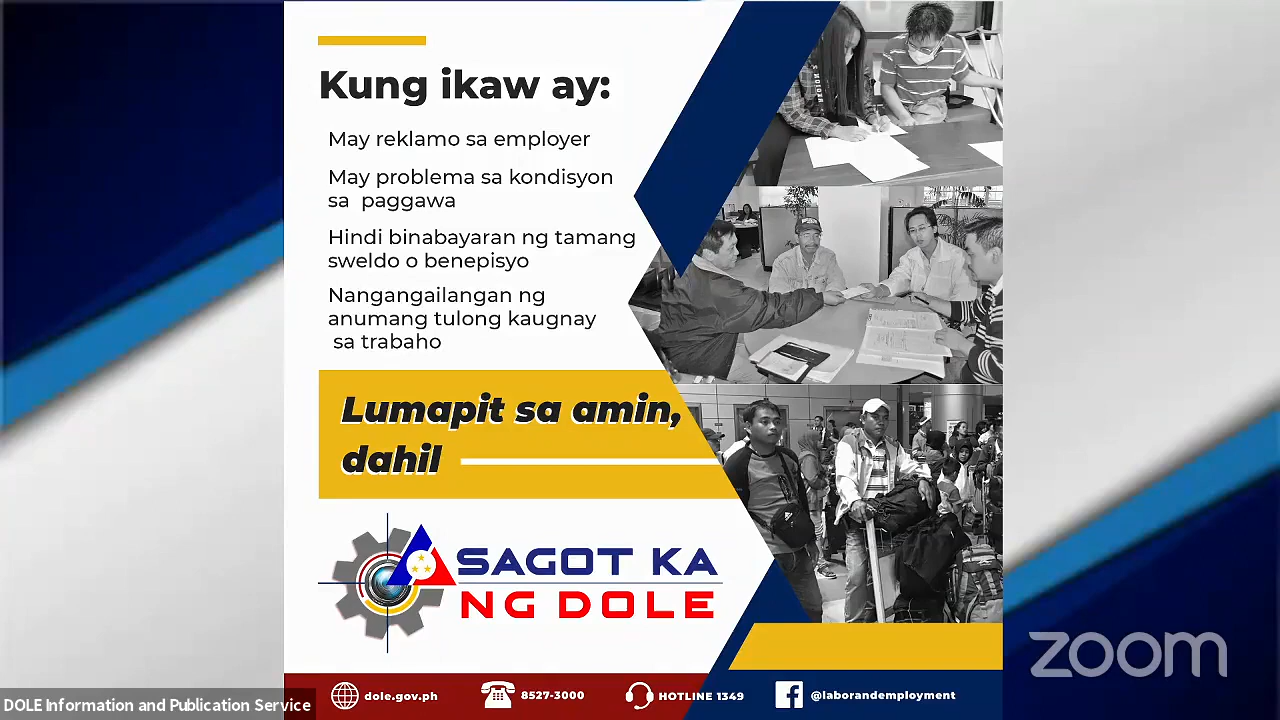 Kung ikaw ay:
May reklamo sa employer
May problema sa kondisyon
sa paggawa
Hindi binabayaran ng tamang
sweldo o benepisyo
Nangangailangan ng
anumang tulong kaugnay
sa trabaho
Lumapit sa amin,
dahil
SAGOT KA
NG DOLE
dole.gov.ph
8527-3000
HOTLINE 1349
@laborandemployment
zoom
DOLE Information and Publication Service